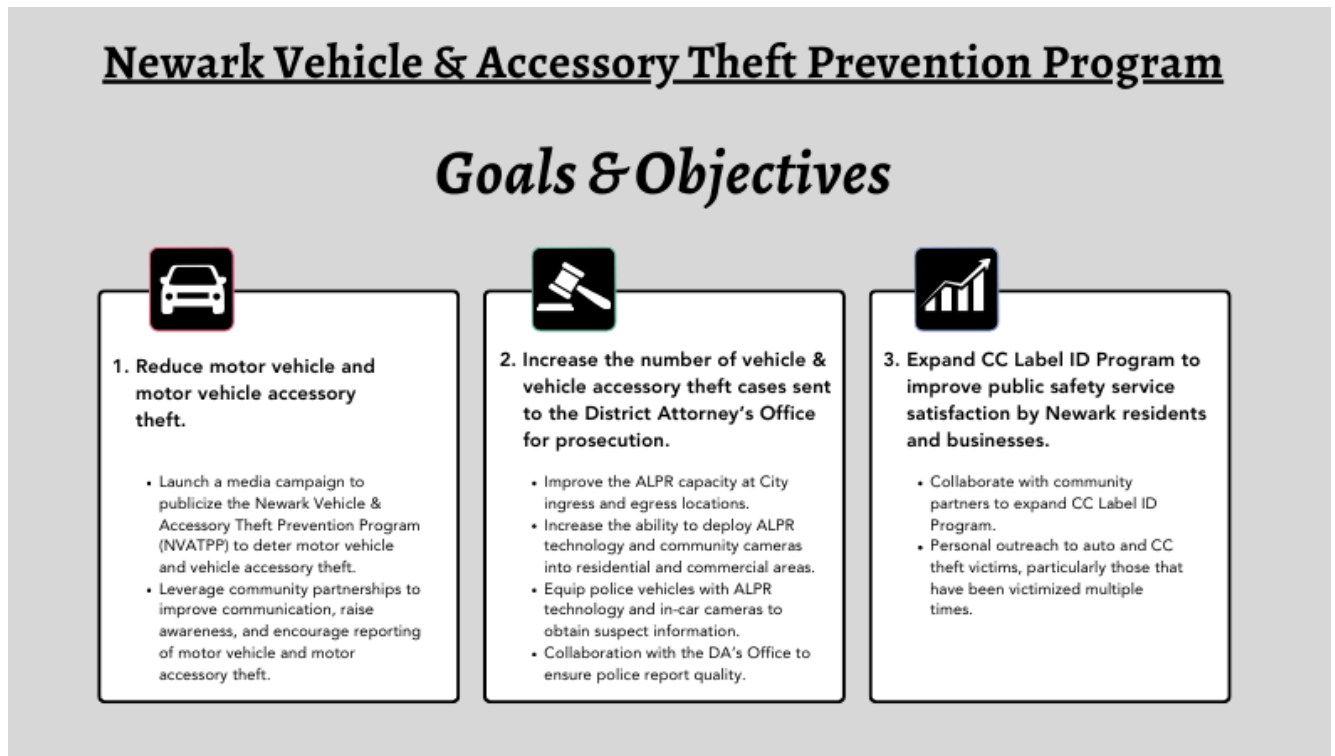 Newark Vehicle & Accessory Theft Prevention Program
Goals & Objectives
1. Reduce motor vehicle and
motor vehicle accessory
theft.
• Launch a media campaign to
publicize the Newark Vehicle &
Accessory Theft Prevention Program
(NVATPP) to deter motor vehicle
and vehicle accessory theft.
• Leverage community partnerships to
improve communication, raise
awareness, and encourage reporting
of motor vehicle and motor
accessory theft.
2. Increase the number of vehicle &
vehicle accessory theft cases sent
to the District Attorney's Office
for prosecution.
• Improve the ALPR capacity at City
ingress and egress locations.
• Increase the ability to deploy ALPR
technology and community cameras
into residential and commercial areas.
• Equip police vehicles with ALPR
technology and in-car cameras to
obtain suspect information.
• Collaboration with the DA's Office to
ensure police report quality.
3. Expand CC Label ID Program to
improve public safety service
satisfaction by Newark residents
and businesses.
• Collaborate with community
partners to expand CC Label ID
Program.
• Personal outreach to auto and CC
theft victims, particularly those that
have been victimized multiple
times.